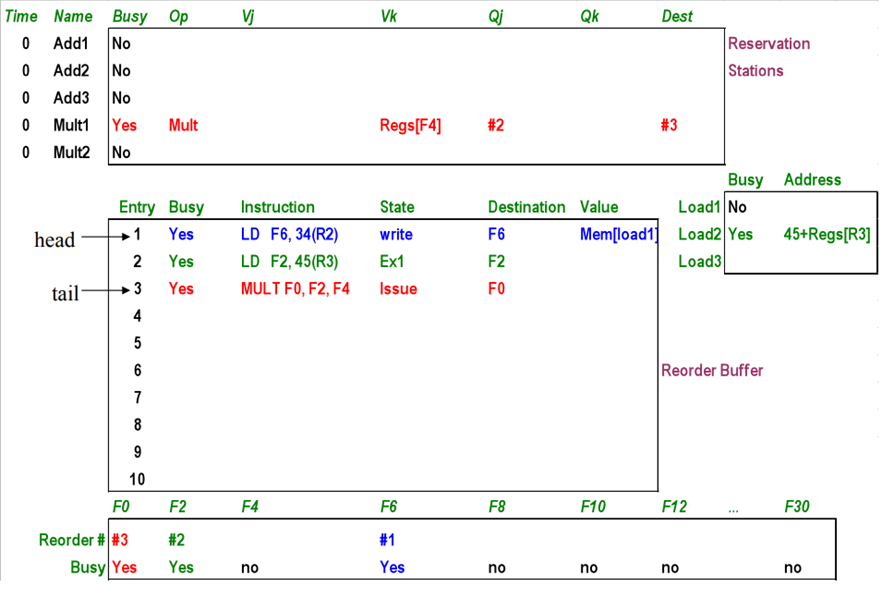 Time Name Busy Op Vj Vk Qj Qk Dest
0 Add1 No Reservation
0 Add2 No Stations
0 Add3 No
0 Mult1 Yes Mult Regs[F4] #2 #3
0 Mult2 No
Busy Address
Entry Busy Instruction State Destination Value Load1 No
head 1 Yes LD F6, 34(R2) write F6 Mem[load1] Load2 Yes 45+Regs[R3]
2 Yes LD F2, 45(R3) Ex1 F2 Load3
tail 3 Yes MULT F0, F2, F4 Issue F0
4
5
6 Reorder Buffer
7
8
9
10
F0 F2 F4 F6 F8 F10 F12 ... F30
Reorder # #3 #2 #1
Busy Yes Yes no Yes no no no no